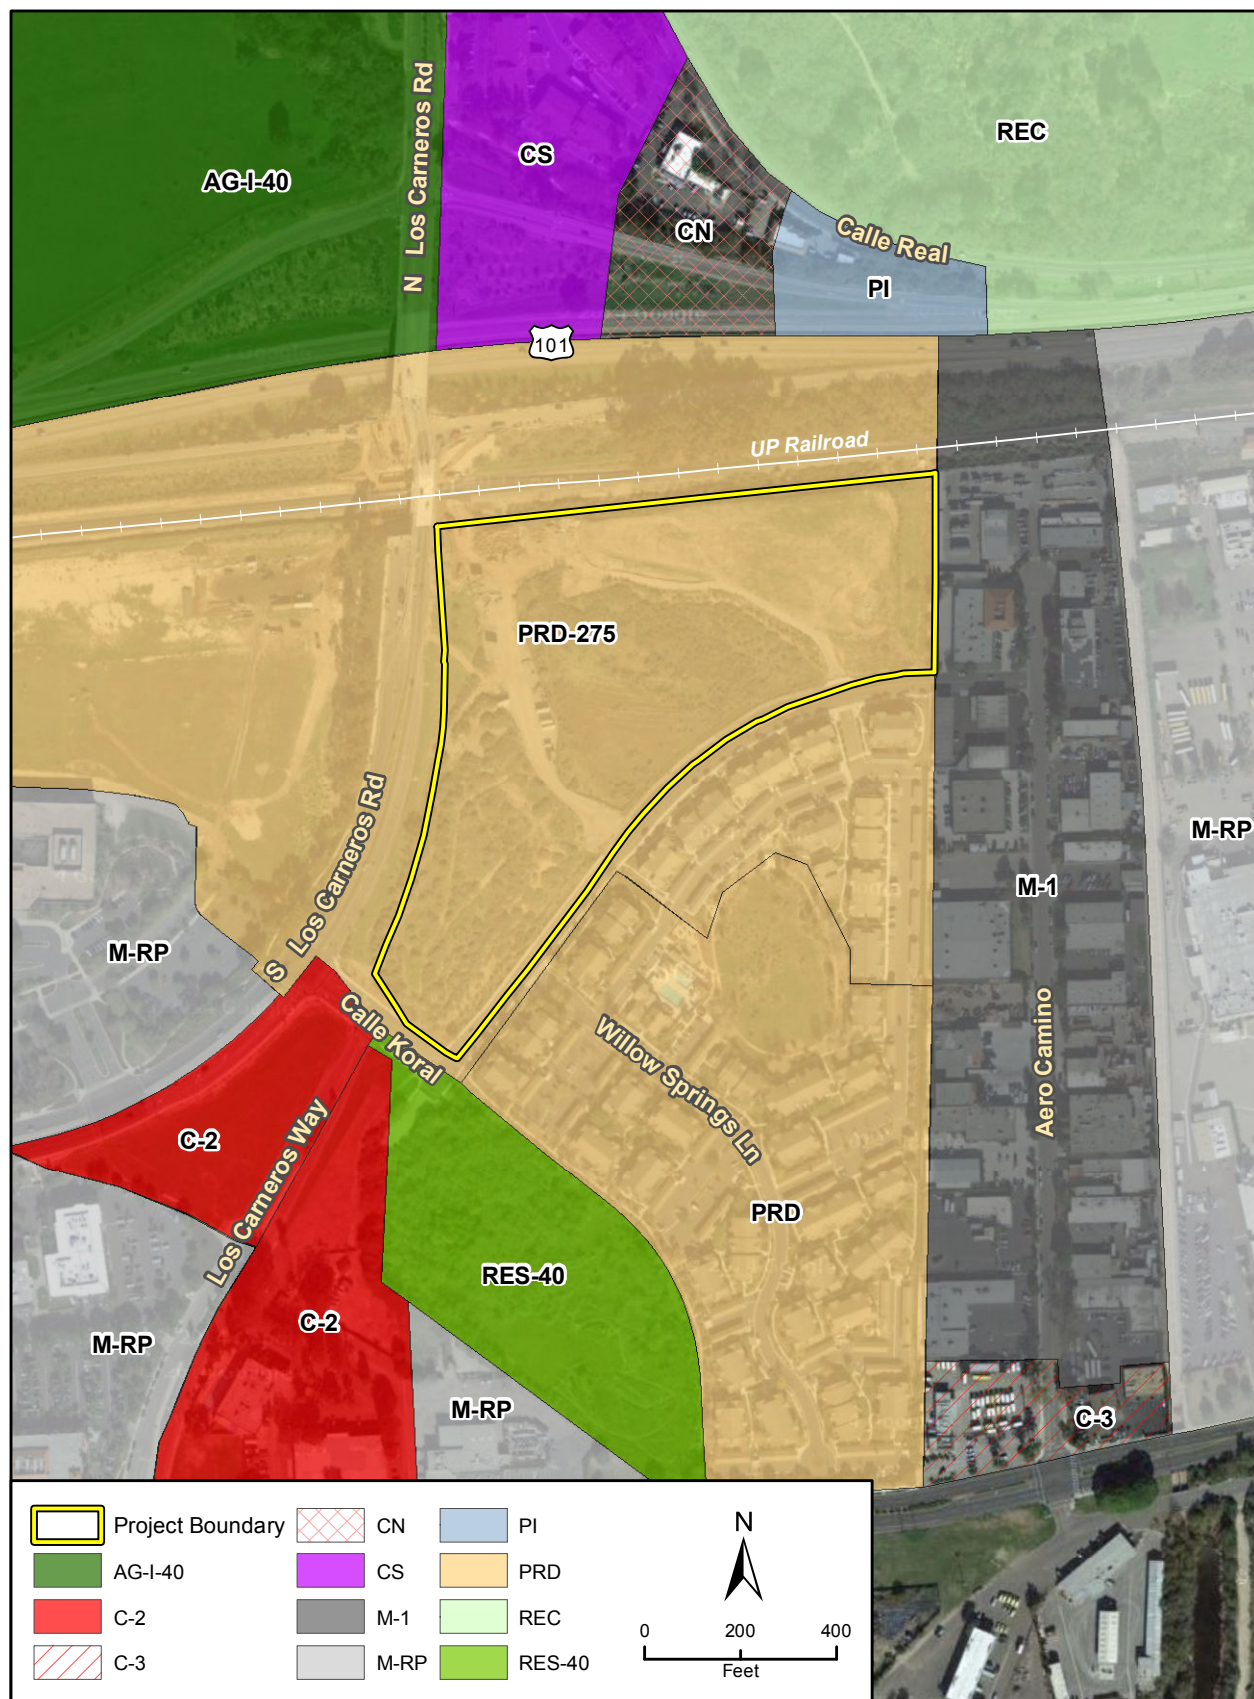 N Los Carneros Rd
REC
CS
AG-I-40
CN
Calle Real
PI
101
UP Railroad
PRD-275
M-RP
S Los Carneros Rd
M-1
M-RP
Calle Koral
Willow Springs Ln
Aero Camino
C-2
Los Carneros Way
PRD
RES-40
C-2
M-RP
M-RP
C-3
Project Boundary
AG-I-40
C-2
C-3
CN
CS
M-1
M-RP
PI
PRD
REC
RES-40
N
0 200 400
Feet